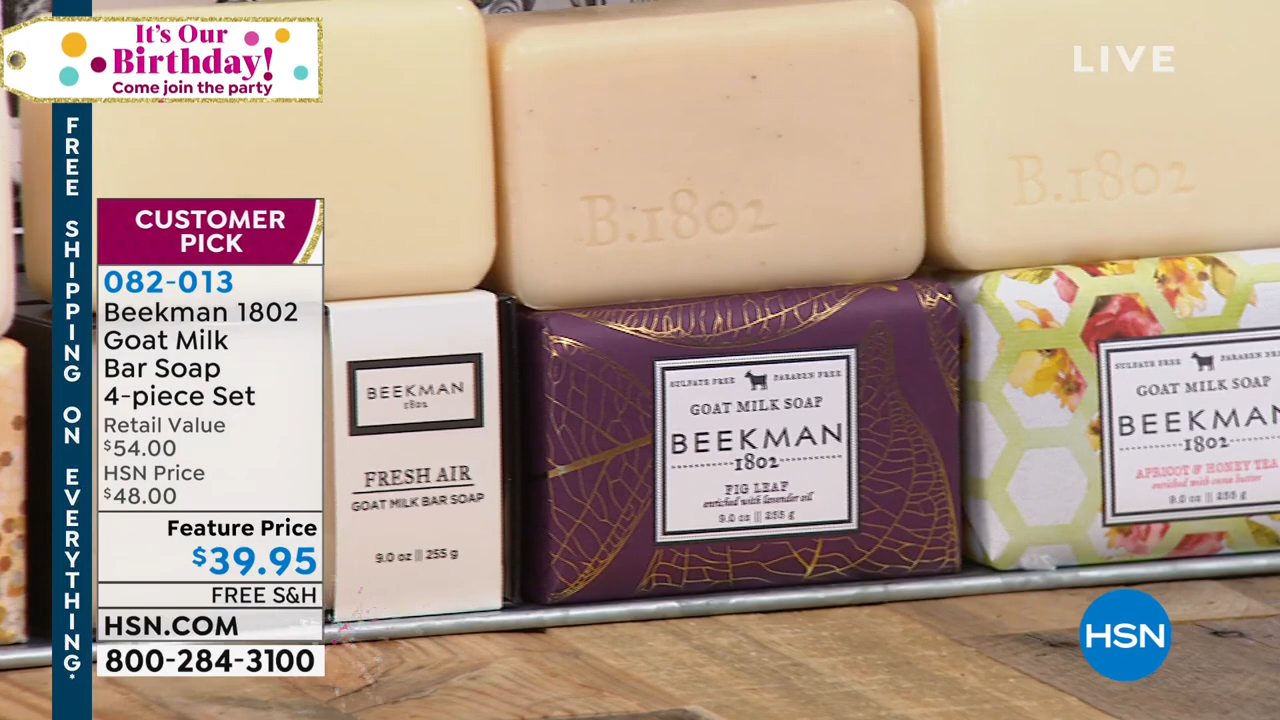 It's Our
Birthday!
Come join the party
LIVE
FREE SHIPPING ON EVERYTHING*
CUSTOMER
PICK
082-013
Beekman 1802
Goat Milk
Bar Soap
4-piece Set
Retail Value
$54.00
HSN Price
$48.00
Feature Price
$39.95
FREE S&H
HSN.COM
800-284-3100
B.1802
B.1802
BEEKMAN
1802
FRESH AIR
GOAT MILK BAR SOAP
9.0 oz || 255 g
SULFATE FREE PARABEN FREE
GOAT MILK SOAP
BEEKMAN
1802
FIG LEAF
enriched with lavender oil
9.0 oz || 255 g
SULFATE FREE PARABEN FREE
GOAT MILK SOAP
BEEKMAN
1802
APRICOT & HONEY TEA
enriched with cocoa butter
9.0 oz || 255 g
HSN